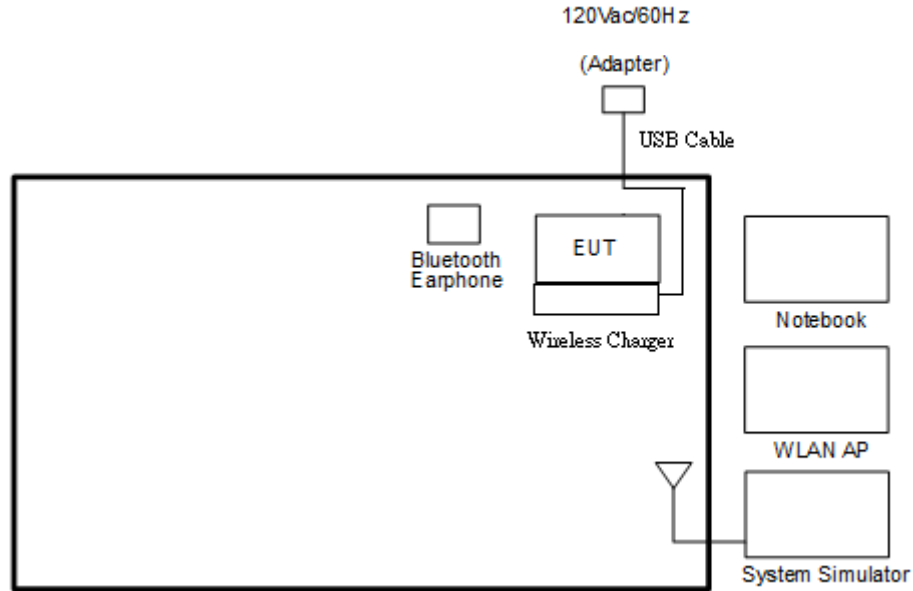 120Vac/60Hz
(Adapter)
USB Cable
EUT
Bluetooth
Earphone
Wireless Charger
Notebook
WLAN AP
System Simulator